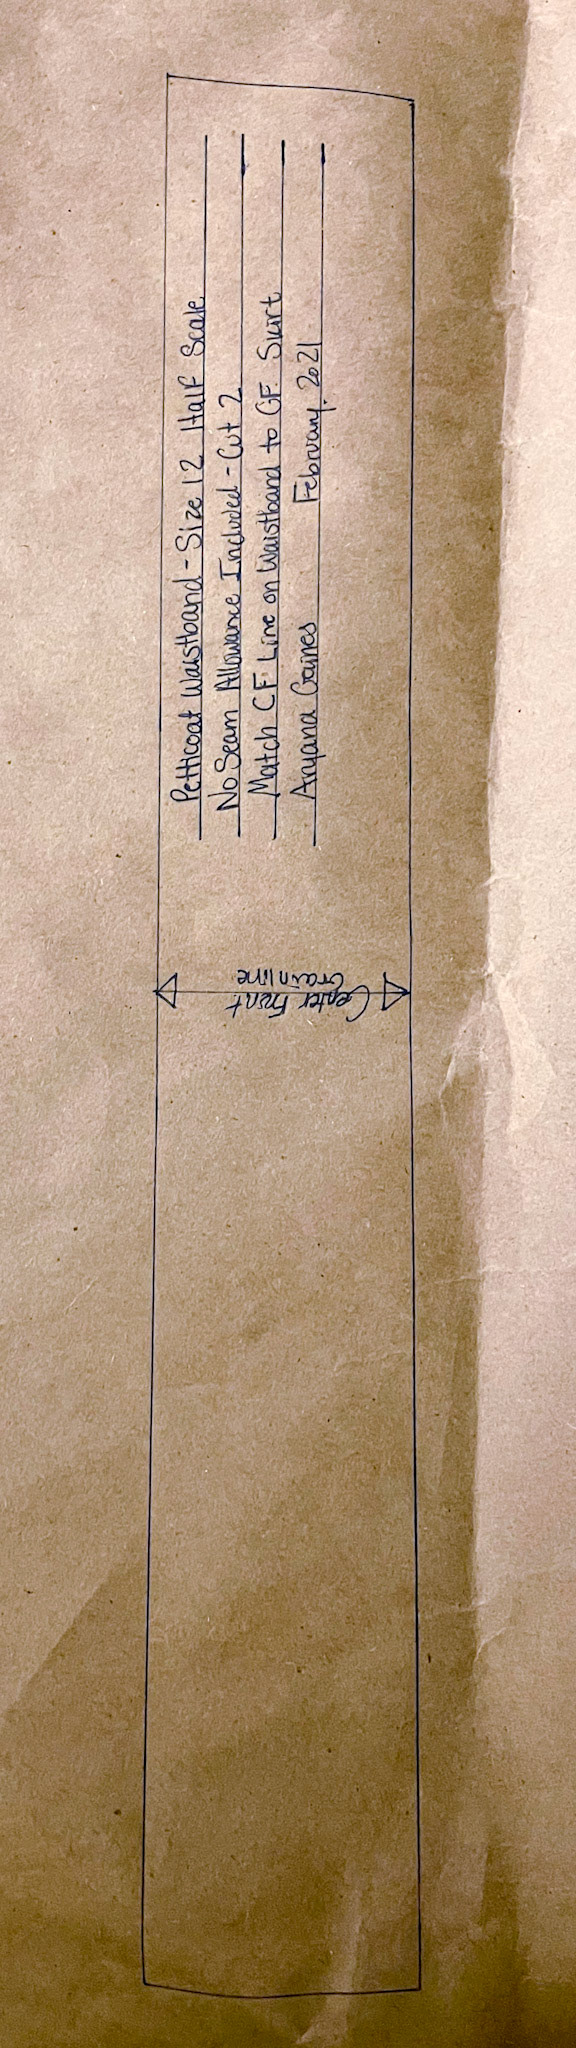 Petticoat Waistband - Size 12 Half Scale
No Seam Allowance Included - Cut 2
Match CF Line on Waistband to CF Skirt
Aryana Gaines February, 2021
Center Front
Grainline